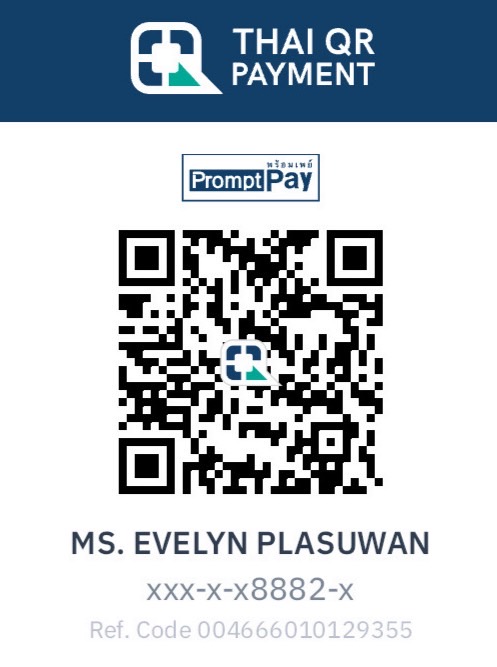 THAI QR
PAYMENT
พร้อมเพย์
PromptPay
MS. EVELYN PLASUWAN
xxx-x-x8882-x
Ref. Code 004666010129355